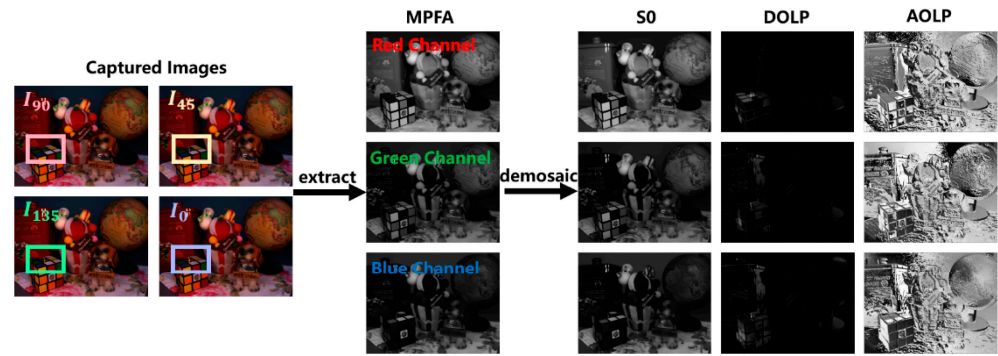 MPFA
S0
DOLP
AOLP
Captured Images
Red Channel
I90
I45
extract
Green Channel
demosaic
I135
I0
Blue Channel